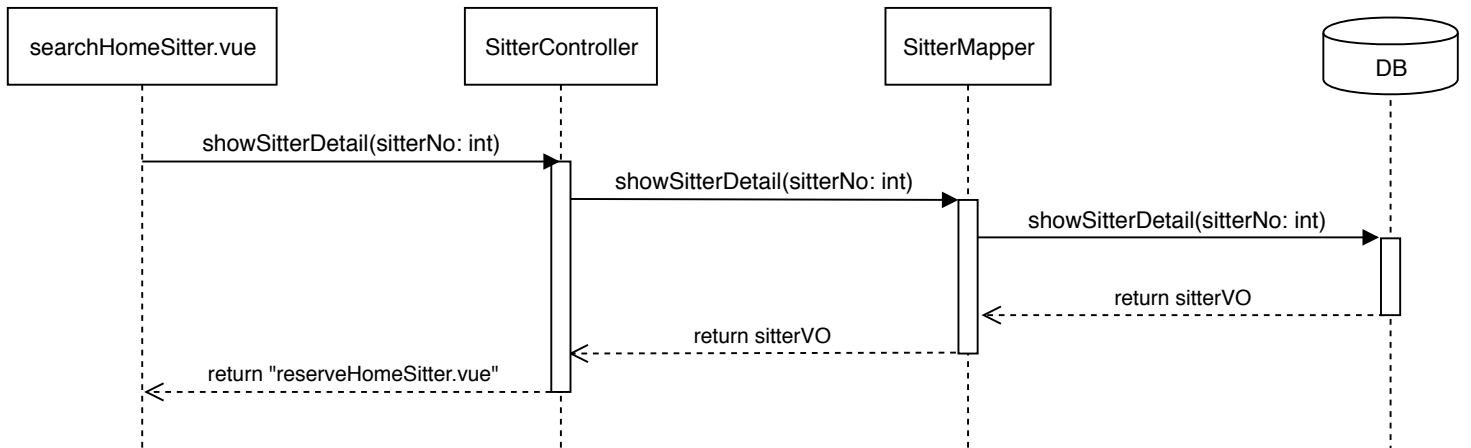 searchHomeSitter.vue
SitterController
SitterMapper
DB
showSitterDetail(sitterNo: int)
showSitterDetail(sitterNo: int)
showSitterDetail(sitterNo: int)
return sitterVO
return sitterVO
return "reserveHomeSitter.vue"